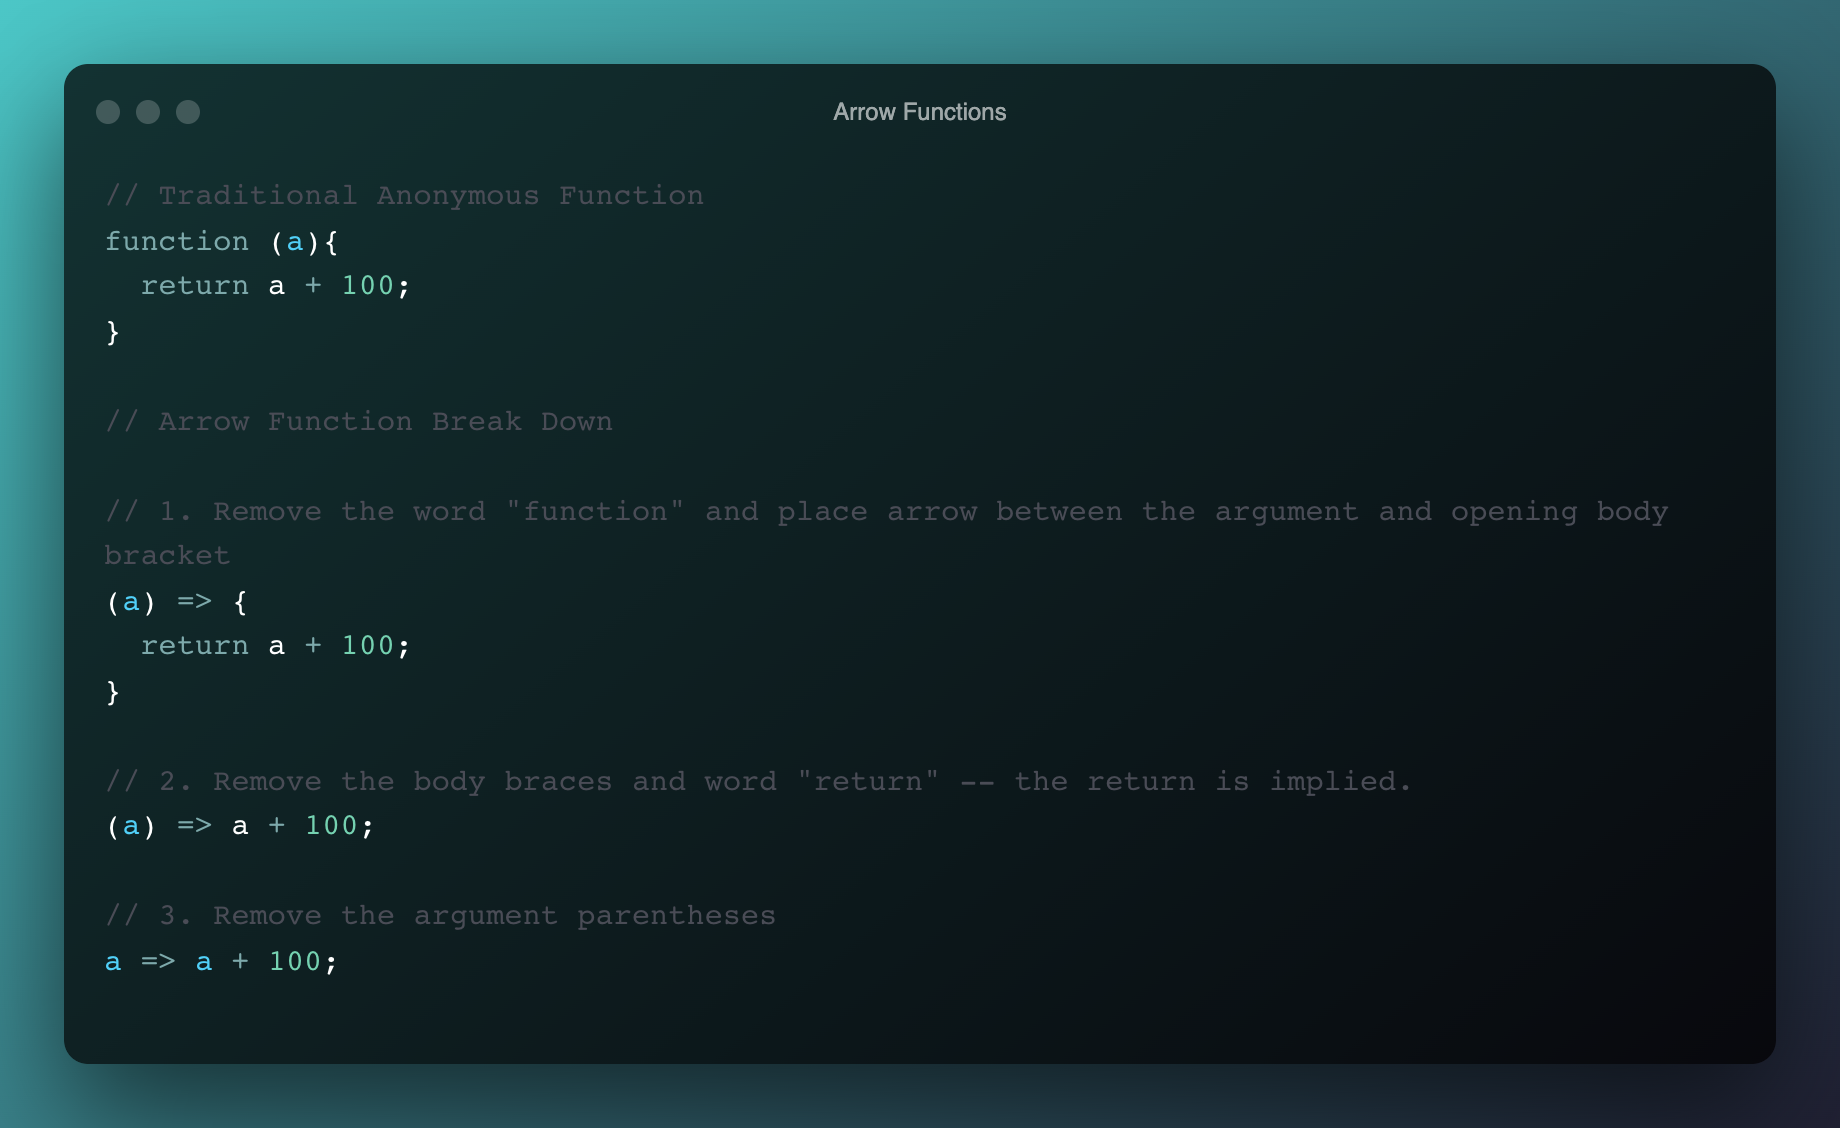 Arrow Functions
// Traditional Anonymous Function
function (a){
  return a + 100;
}
// Arrow Function Break Down
// 1. Remove the word "function" and place arrow between the argument and opening body
bracket
(a) => {
  return a + 100;
}
// 2. Remove the body braces and word "return" -- the return is implied.
(a) => a + 100;
// 3. Remove the argument parentheses
a => a + 100;